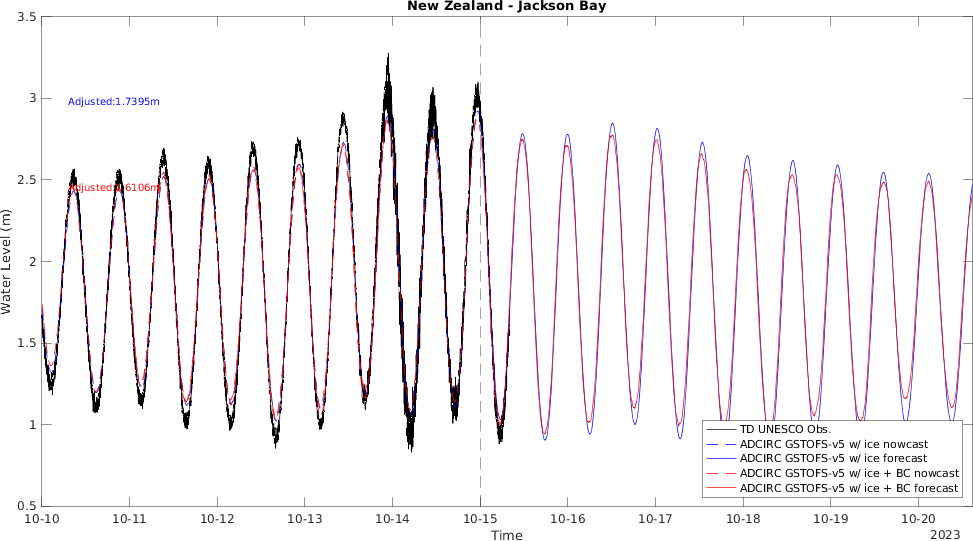 New Zealand - Jackson Bay
3.5
3
2.5
2
1.5
1
0.5
Water Level (m)
Adjusted:1.7395m
TD UNESCO Obs.
ADCIRC GSTOFS-v5 w/ ice nowcast
ADCIRC GSTOFS-v5 w/ ice forecast
ADCIRC GSTOFS-v5 w/ ice + BC nowcast
ADCIRC GSTOFS-v5 w/ ice + BC forecast
10-10 10-11 10-12 10-13 10-14 10-15 10-16 10-17 10-18 10-19 10-20
2023
Time